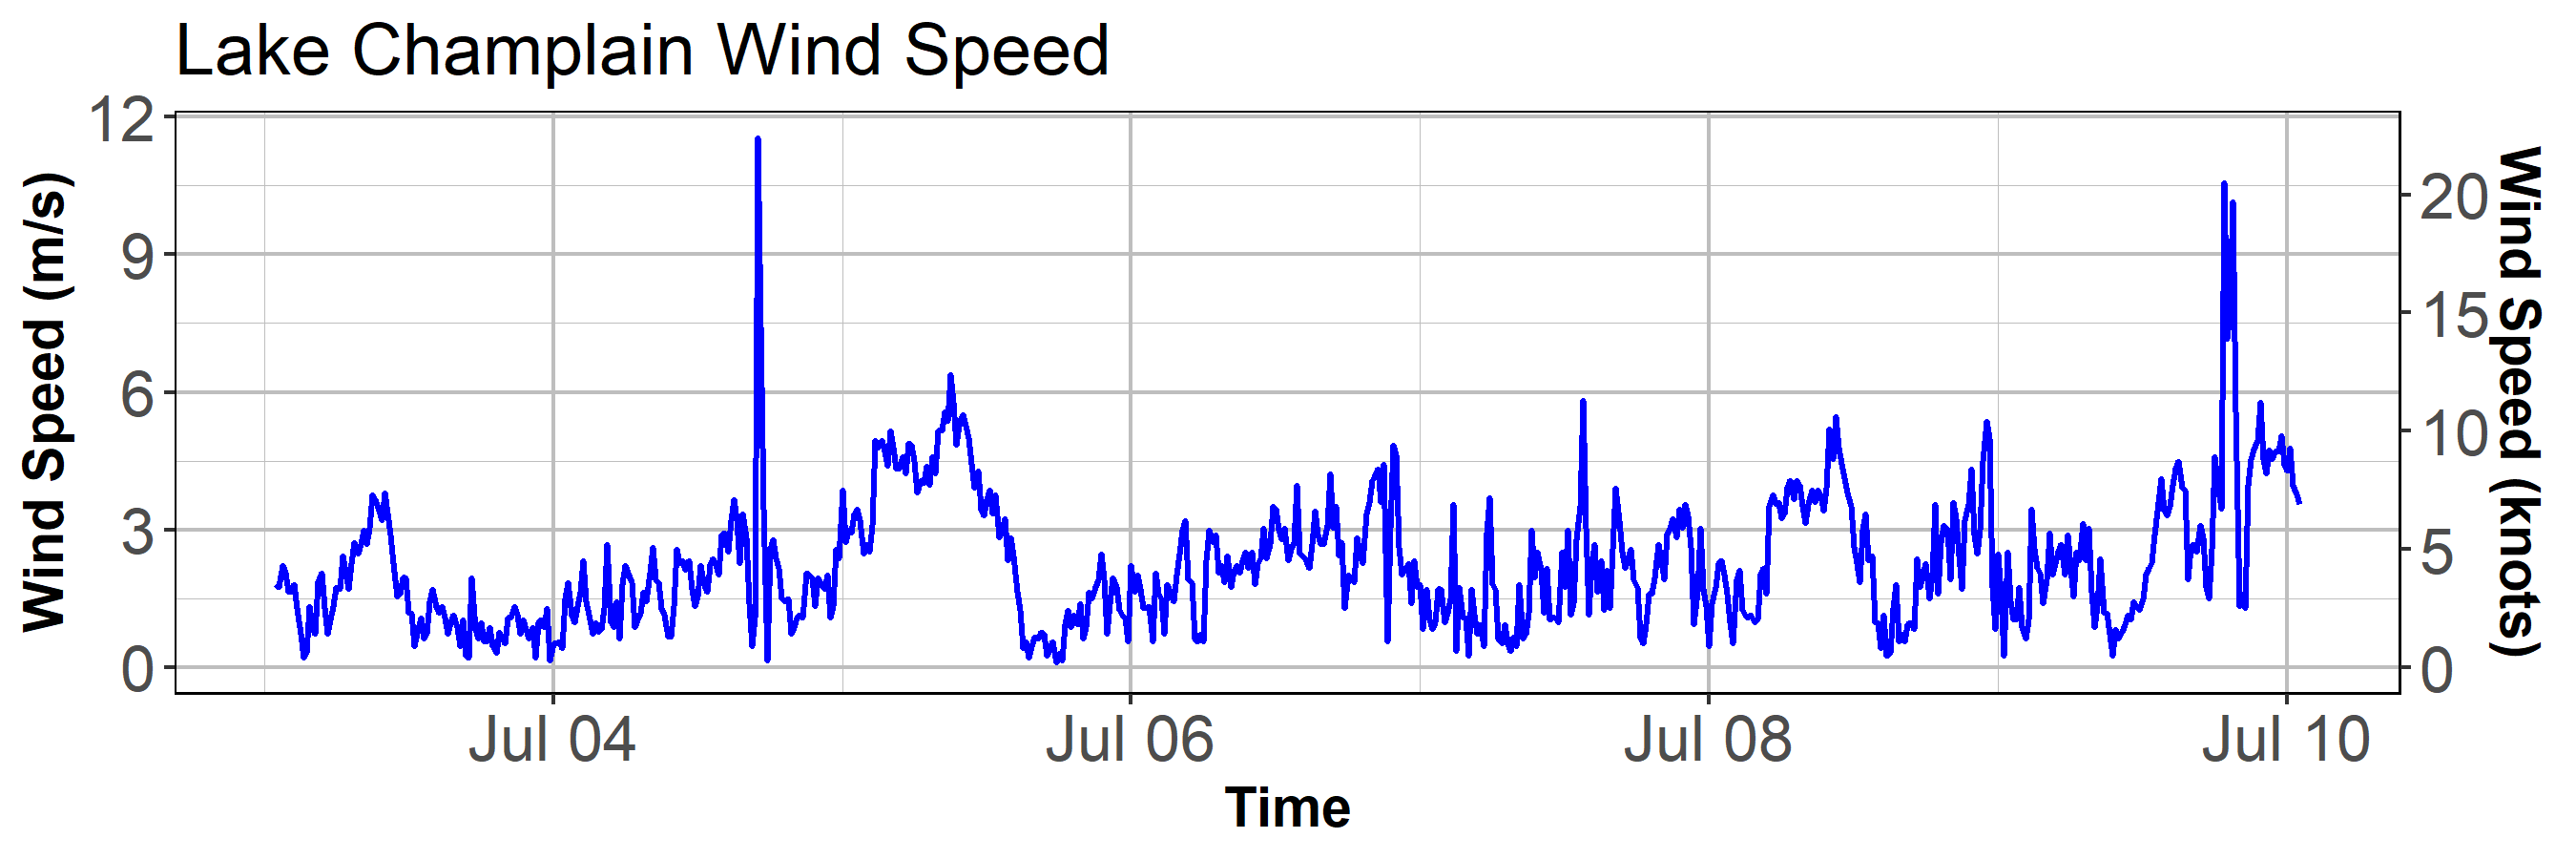 Lake Champlain Wind Speed
Wind Speed (m/s)
12
9
6
3
0
Wind Speed (knots)
20
15
10
5
0
Jul 04
Jul 06
Jul 08
Jul 10
Time